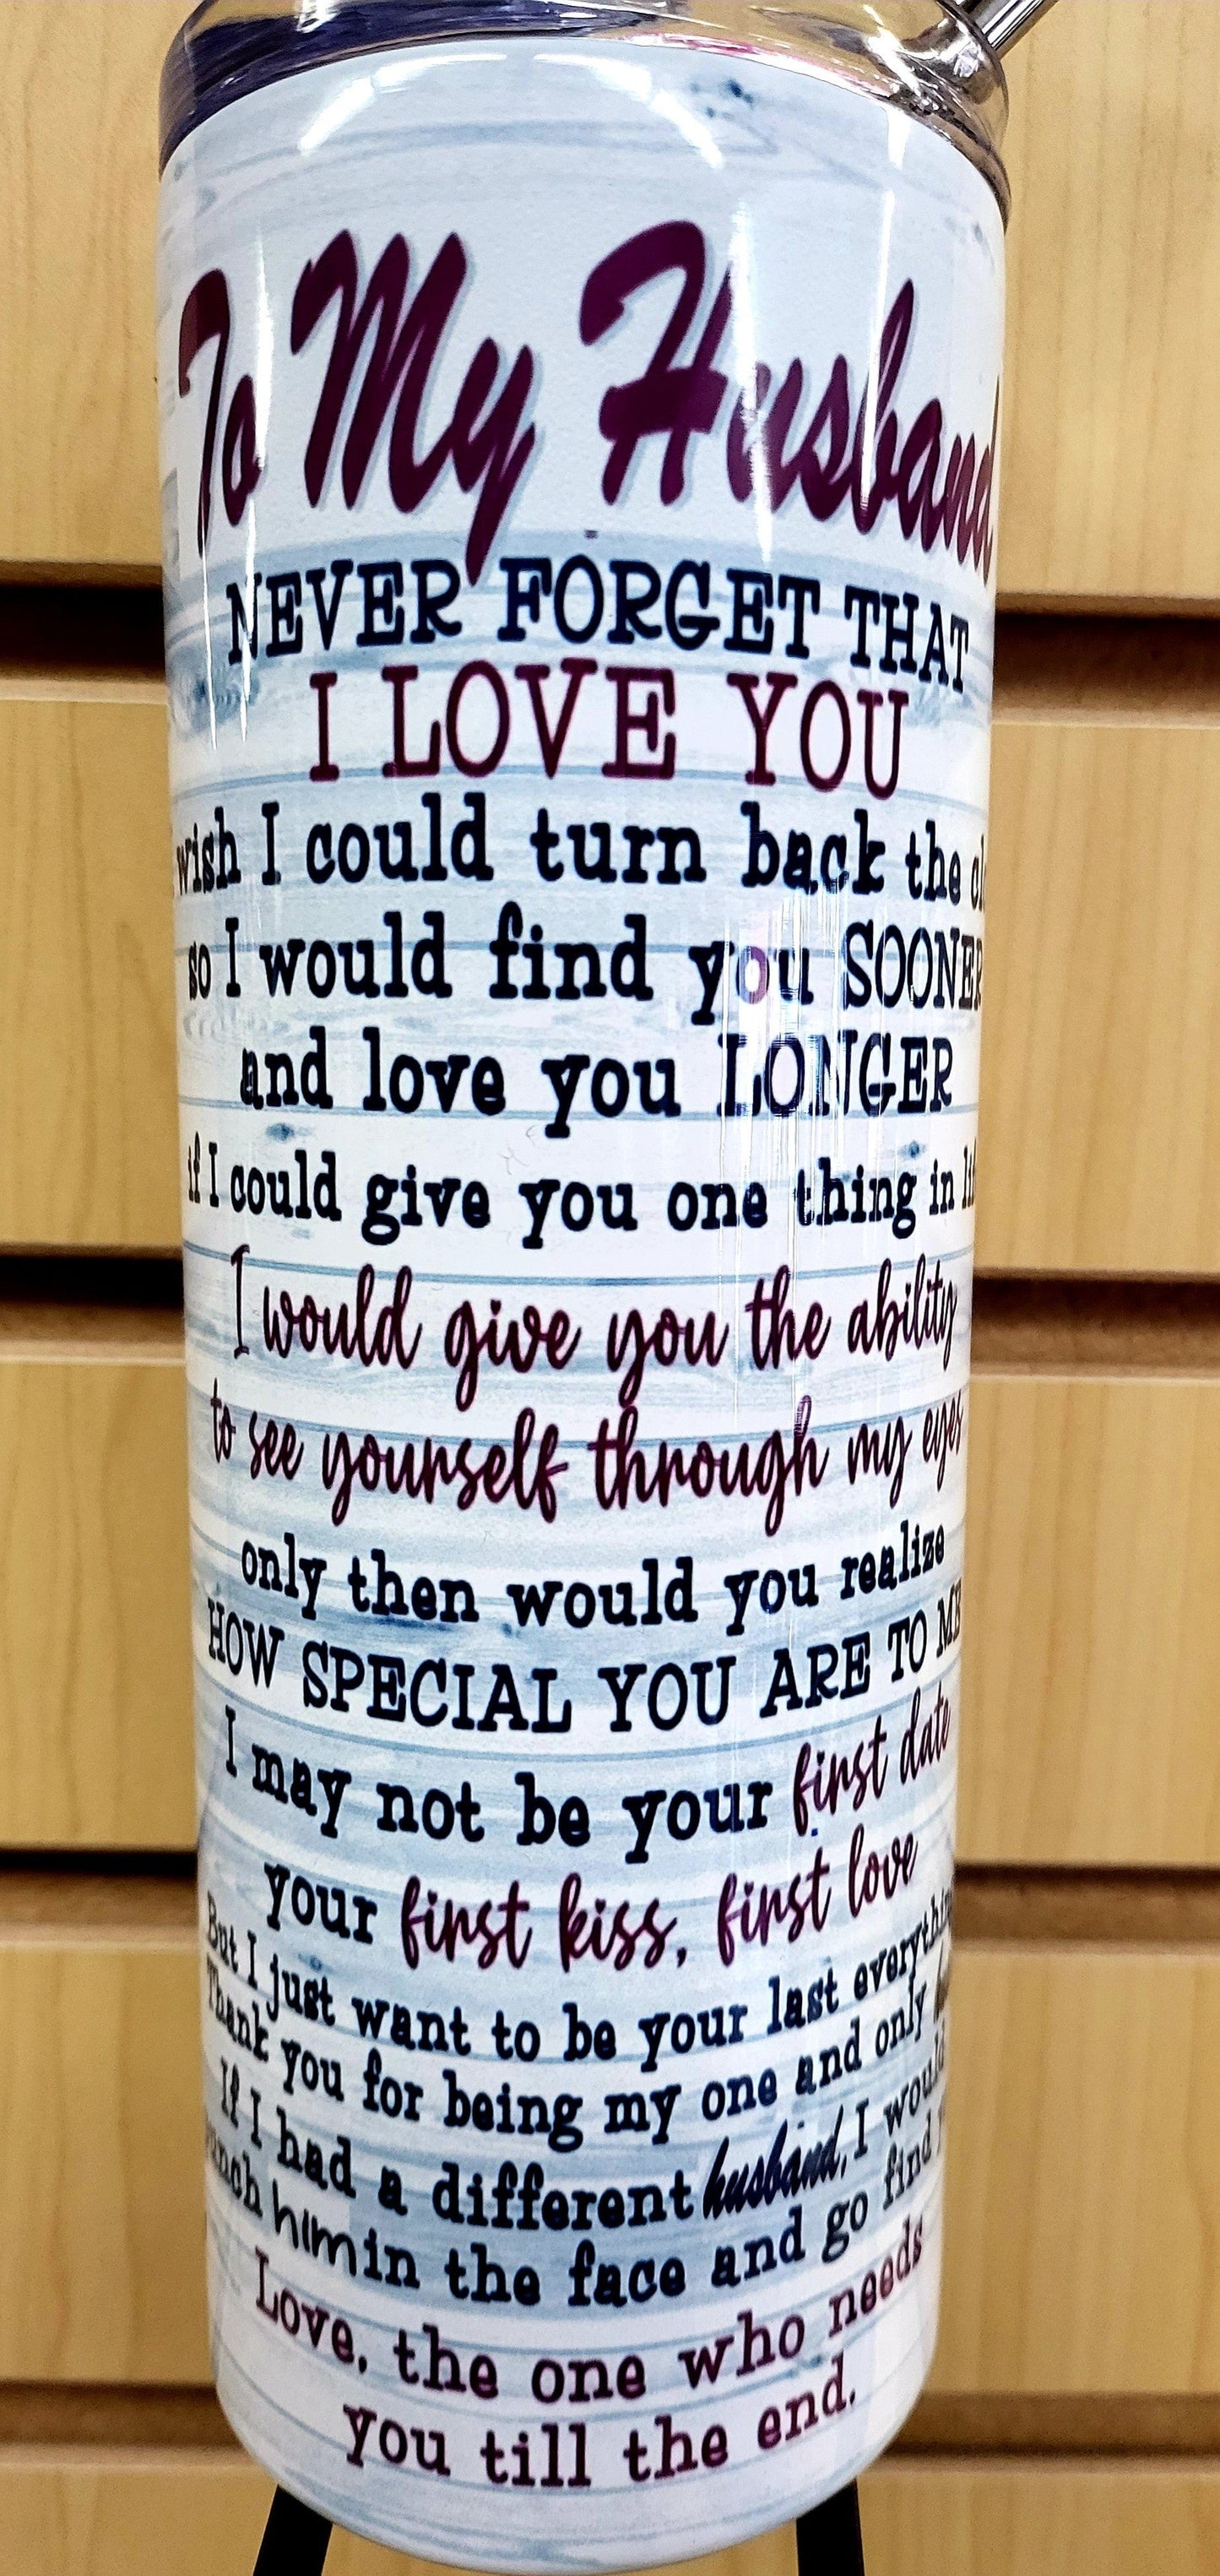 To My Husband
NEVER FORGET THAT
I LOVE YOU
wish I could turn back the
so I would find you SOONER
and love you LONGER
if I could give you one thing in
I would give you the ability
to see yourself through my eyes
only then would you realize
HOW SPECIAL YOU ARE TO ME
I may not be your first date
your first kiss, first love
But I just want to be your last everything
Thank you for being my one and only
If I had a different husband, I would
him in the face and go find
Love, the one who needs
you till the end.